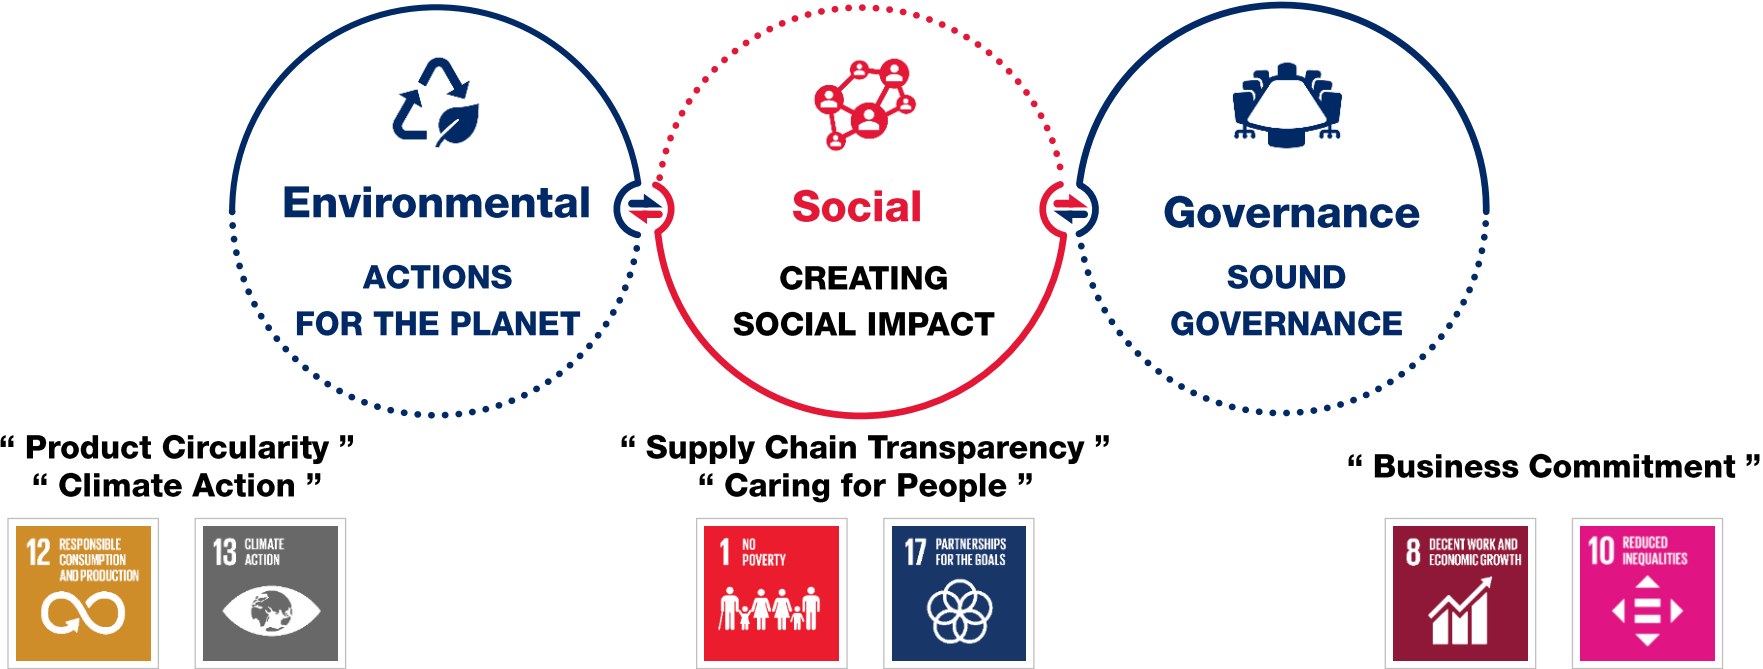 Environmental
ACTIONS
FOR THE PLANET
Social
CREATING
SOCIAL IMPACT
Governance
SOUND
GOVERNANCE
“ Product Circularity ”
“ Climate Action ”
“ Supply Chain Transparency ”
“ Caring for People ”
“ Business Commitment ”
12 RESPONSIBLE
CONSUMPTION
AND PRODUCTION
13 CLIMATE
ACTION
1 NO
POVERTY
17 PARTNERSHIPS
FOR THE GOALS
8 DECENT WORK AND
ECONOMIC GROWTH
10 REDUCED
INEQUALITIES